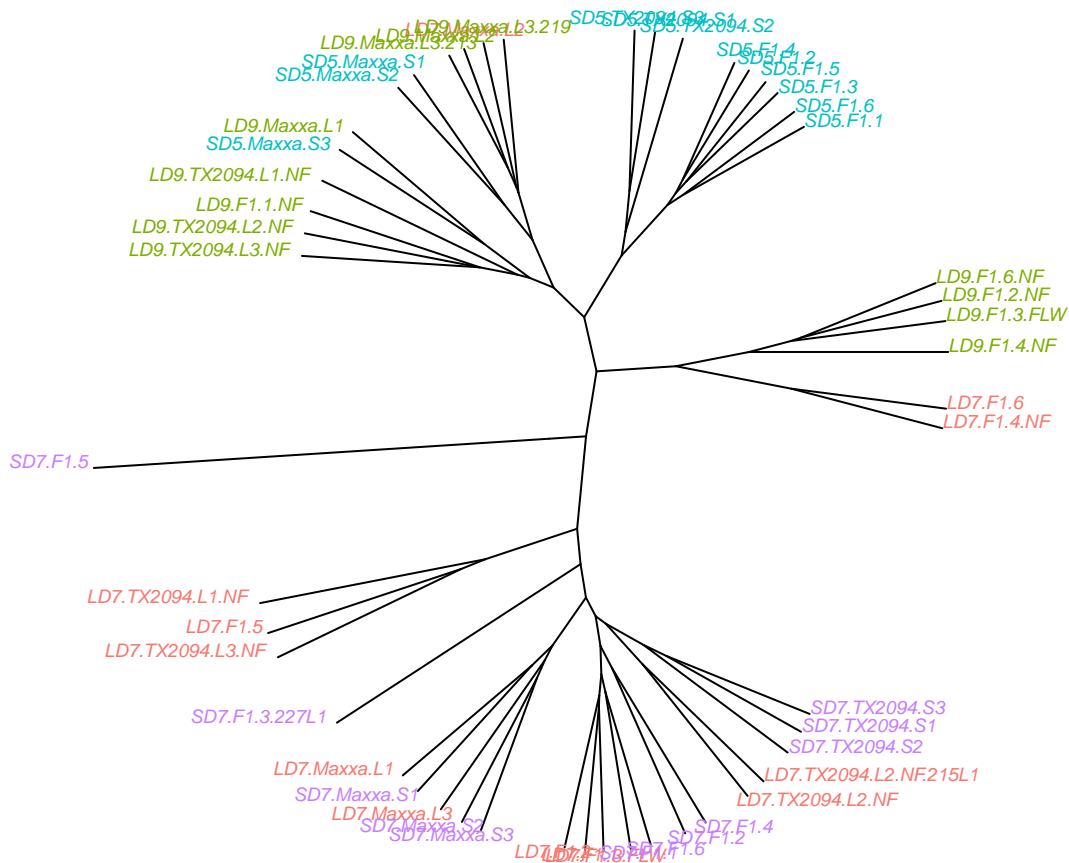 SD5.TX2094.S1
SD5.TX2094.S2
LD9.Maxxa.L3.219
LD9.Maxxa.L2
LD9.Maxxa.L3.213
SD5.F1.4
SD5.F1.2
SD5.Maxxa.S1
SD5.F1.5
SD5.Maxxa.S2
SD5.F1.3
SD5.F1.6
SD5.F1.1
LD9.Maxxa.L1
SD5.Maxxa.S3
LD9.TX2094.L1.NF
LD9.F1.1.NF
LD9.TX2094.L2.NF
LD9.TX2094.L3.NF
LD9.F1.6.NF
LD9.F1.2.NF
LD9.F1.3.FLW
LD9.F1.4.NF
LD7.F1.6
LD7.F1.4.NF
SD7.F1.5
LD7.TX2094.L1.NF
LD7.F1.5
LD7.TX2094.L3.NF
SD7.TX2094.S3
SD7.F1.3.227L1
SD7.TX2094.S1
SD7.TX2094.S2
LD7.Maxxa.L1
LD7.TX2094.L2.NF.215L1
SD7.Maxxa.S1
LD7.TX2094.L2.NF
LD7.Maxxa.L3
SD7.Maxxa.S2
SD7.F1.4
SD7.Maxxa.S3
SD7.F1.2
SD7.F1.6